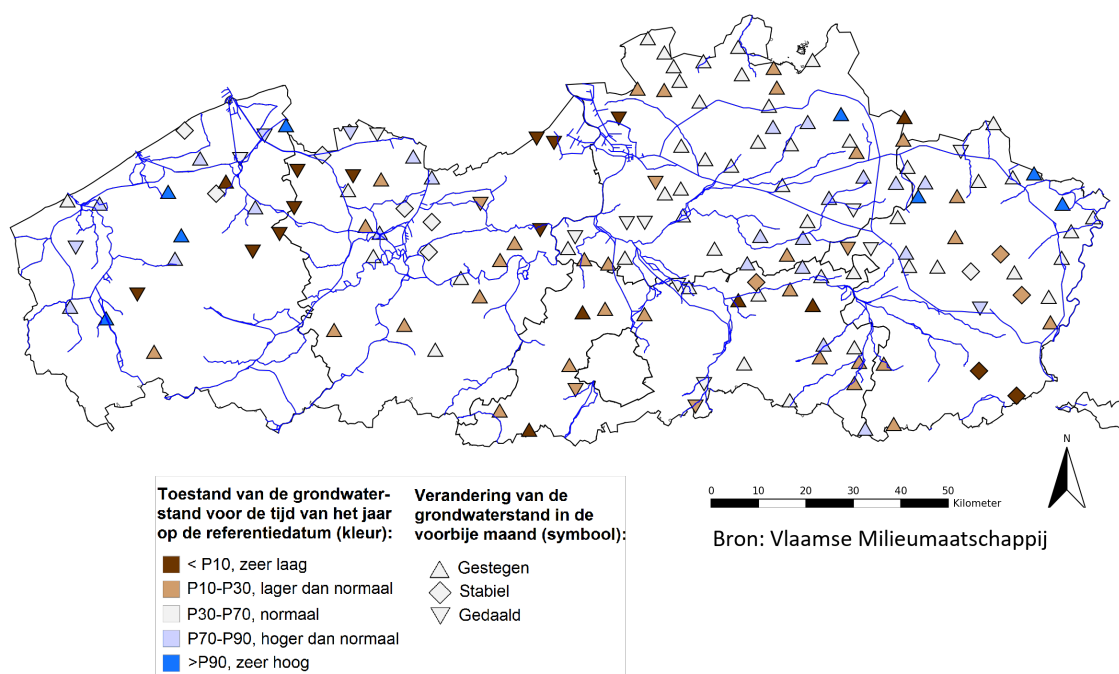 N
0 10 20 30 40 50
Kilometer
Bron: Vlaamse Milieumaatschappij
Toestand van de grondwater-
stand voor de tijd van het jaar
op de referentiedatum (kleur):
< P10, zeer laag
P10-P30, lager dan normaal
P30-P70, normaal
P70-P90, hoger dan normaal
>P90, zeer hoog
Verandering van de
grondwaterstand in de
voorbije maand (symbool):
Gestegen
Stabiel
Gedaald